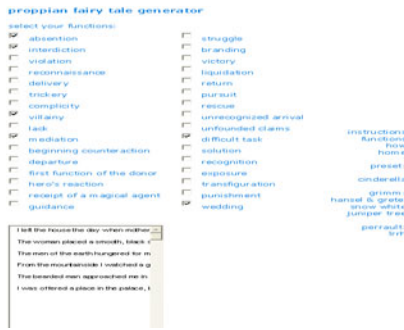 proppian fairy tale generator
select your functions:
absention
interdiction
violation
reconnaissance
delivery
trickery
complicity
villainy
lack
mediation
beginning counteraction
departure
first function of the donor
hero's reaction
receipt of a magical agent
guidance
struggle
branding
victory
liquidation
return
pursuit
rescue
unrecognized arrival
unfounded claims
difficult task
solution
recognition
exposure
transfiguration
punishment
wedding
instructions
functions
how
home
presets
cinderella
grimm
hansel & gretel
snow white
juniper tree
perrault
I left the house the day when mother
The woman placed a smooth, black s
The men of the earth hungered for m
From the mountainside I watched a g
The bearded man approached me in
I was offered a place in the palace,